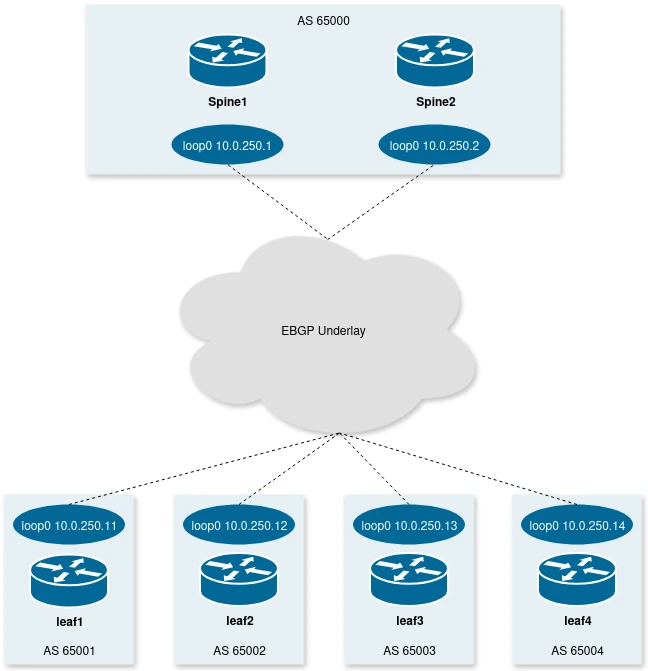 AS 65000
Spine1
Spine2
loop0 10.0.250.1
loop0 10.0.250.2
EBGP Underlay
loop0 10.0.250.11
loop0 10.0.250.12
loop0 10.0.250.13
loop0 10.0.250.14
leaf1
leaf2
leaf3
leaf4
AS 65001
AS 65002
AS 65003
AS 65004